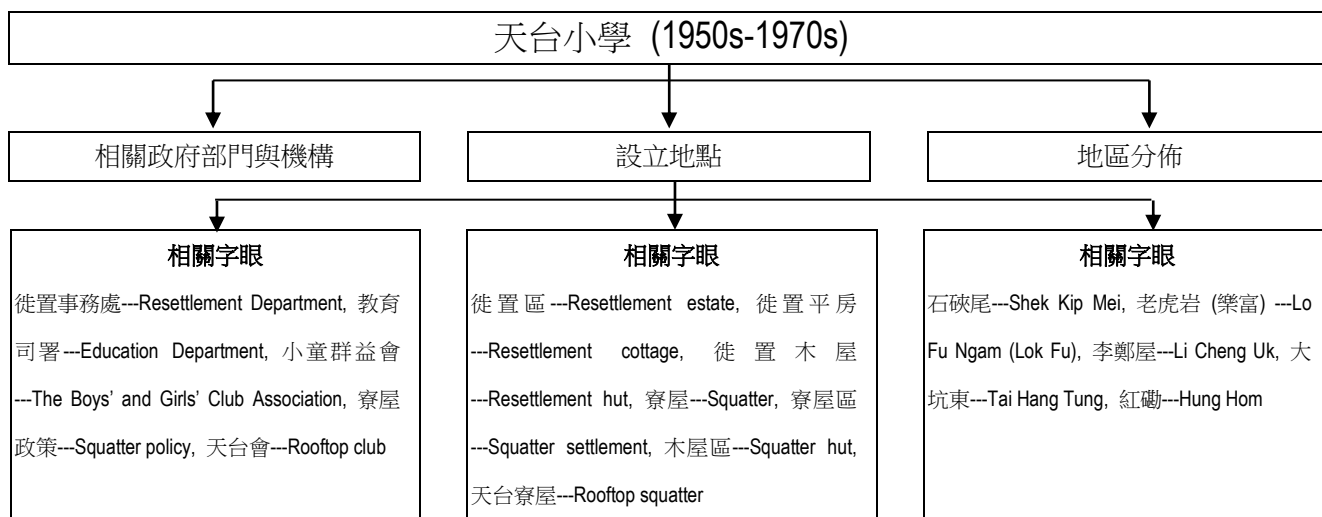 天台小學 (1950s-1970s)
相關政府部門與機構
設立地點
地區分佈
相關字眼
徙置事務處---Resettlement Department, 教育
司署---Education Department, 小童群益會
---The Boys’ and Girls’ Club Association, 寮屋
政策---Squatter policy, 天台會---Rooftop club
相關字眼
徙置區---Resettlement estate, 徙置平房
---Resettlement cottage, 徙置木屋
---Resettlement hut, 寮屋---Squatter, 寮屋區
---Squatter settlement, 木屋區---Squatter hut,
天台寮屋---Rooftop squatter
相關字眼
石硤尾---Shek Kip Mei, 老虎岩 (樂富) ---Lo
Fu Ngam (Lok Fu), 李鄭屋---Li Cheng Uk, 大
坑東---Tai Hang Tung, 紅磡---Hung Hom